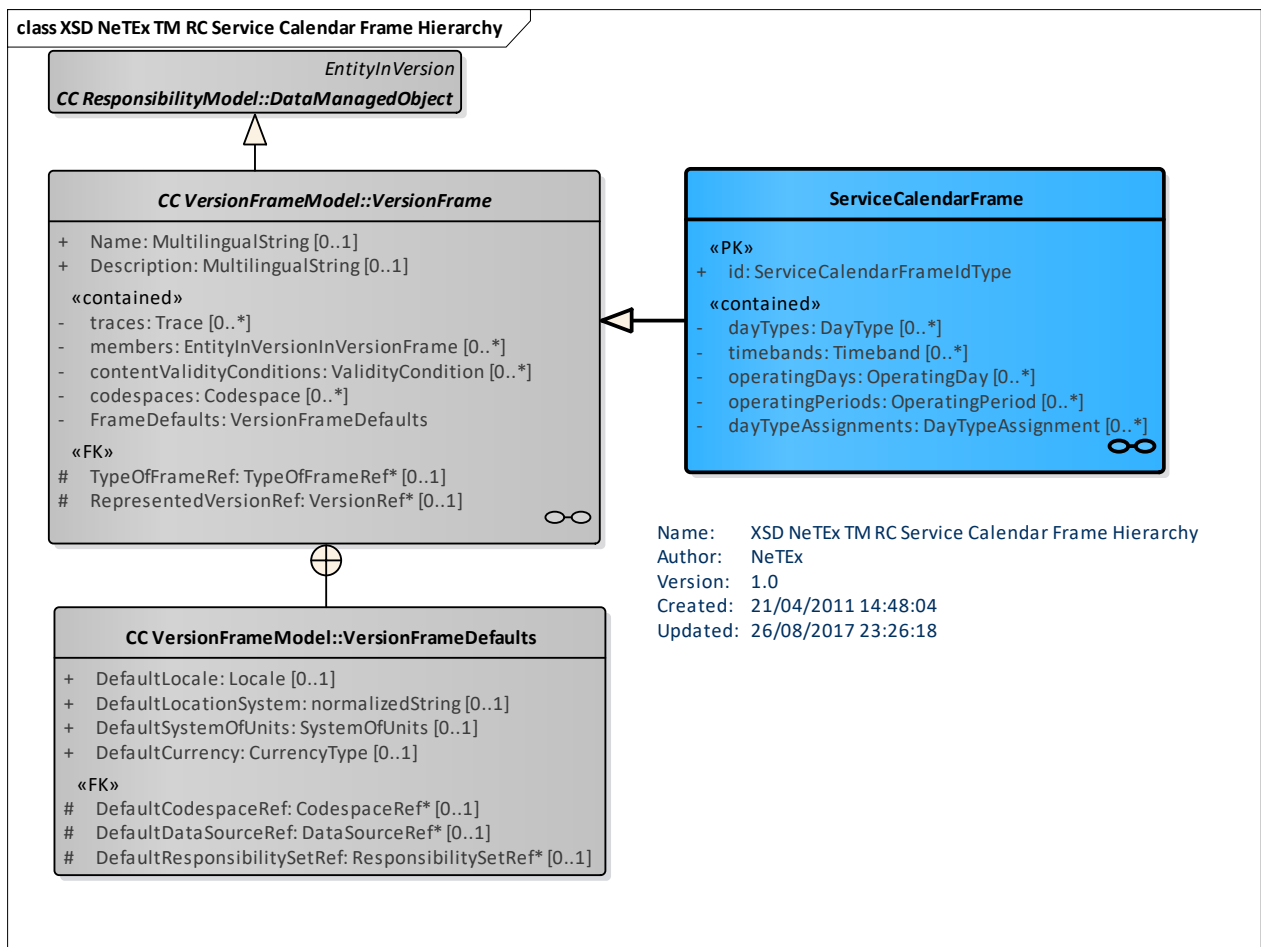 class XSD NeTEx TM RC Service Calendar Frame Hierarchy
EntityInVersion
CC ResponsibilityModel::DataManagedObject
CC VersionFrameModel::VersionFrame
+ Name: MultilingualString [0..1]
+ Description: MultilingualString [0..1]
«contained»
- traces: Trace [0..*]
- members: EntityInVersionInVersionFrame [0..*]
- contentValidityConditions: ValidityCondition [0..*]
- codespaces: Codespace [0..*]
- FrameDefaults: VersionFrameDefaults
«FK»
# TypeOfFrameRef: TypeOfFrameRef* [0..1]
# RepresentedVersionRef: VersionRef* [0..1]
ServiceCalendarFrame
«PK»
+ id: ServiceCalendarFrameIdType
«contained»
- dayTypes: DayType [0..*]
- timebands: Timeband [0..*]
- operatingDays: OperatingDay [0..*]
- operatingPeriods: OperatingPeriod [0..*]
- dayTypeAssignments: DayTypeAssignment [0..*]
Name: XSD NeTEx TM RC Service Calendar Frame Hierarchy
Author: NeTEx
Version: 1.0
Created: 21/04/2011 14:48:04
Updated: 26/08/2017 23:26:18
CC VersionFrameModel::VersionFrameDefaults
+ DefaultLocale: Locale [0..1]
+ DefaultLocationSystem: normalizedString [0..1]
+ DefaultSystemOfUnits: SystemOfUnits [0..1]
+ DefaultCurrency: CurrencyType [0..1]
«FK»
# DefaultCodespaceRef: CodespaceRef* [0..1]
# DefaultDataSourceRef: DataSourceRef* [0..1]
# DefaultResponsibilitySetRef: ResponsibilitySetRef* [0..1]